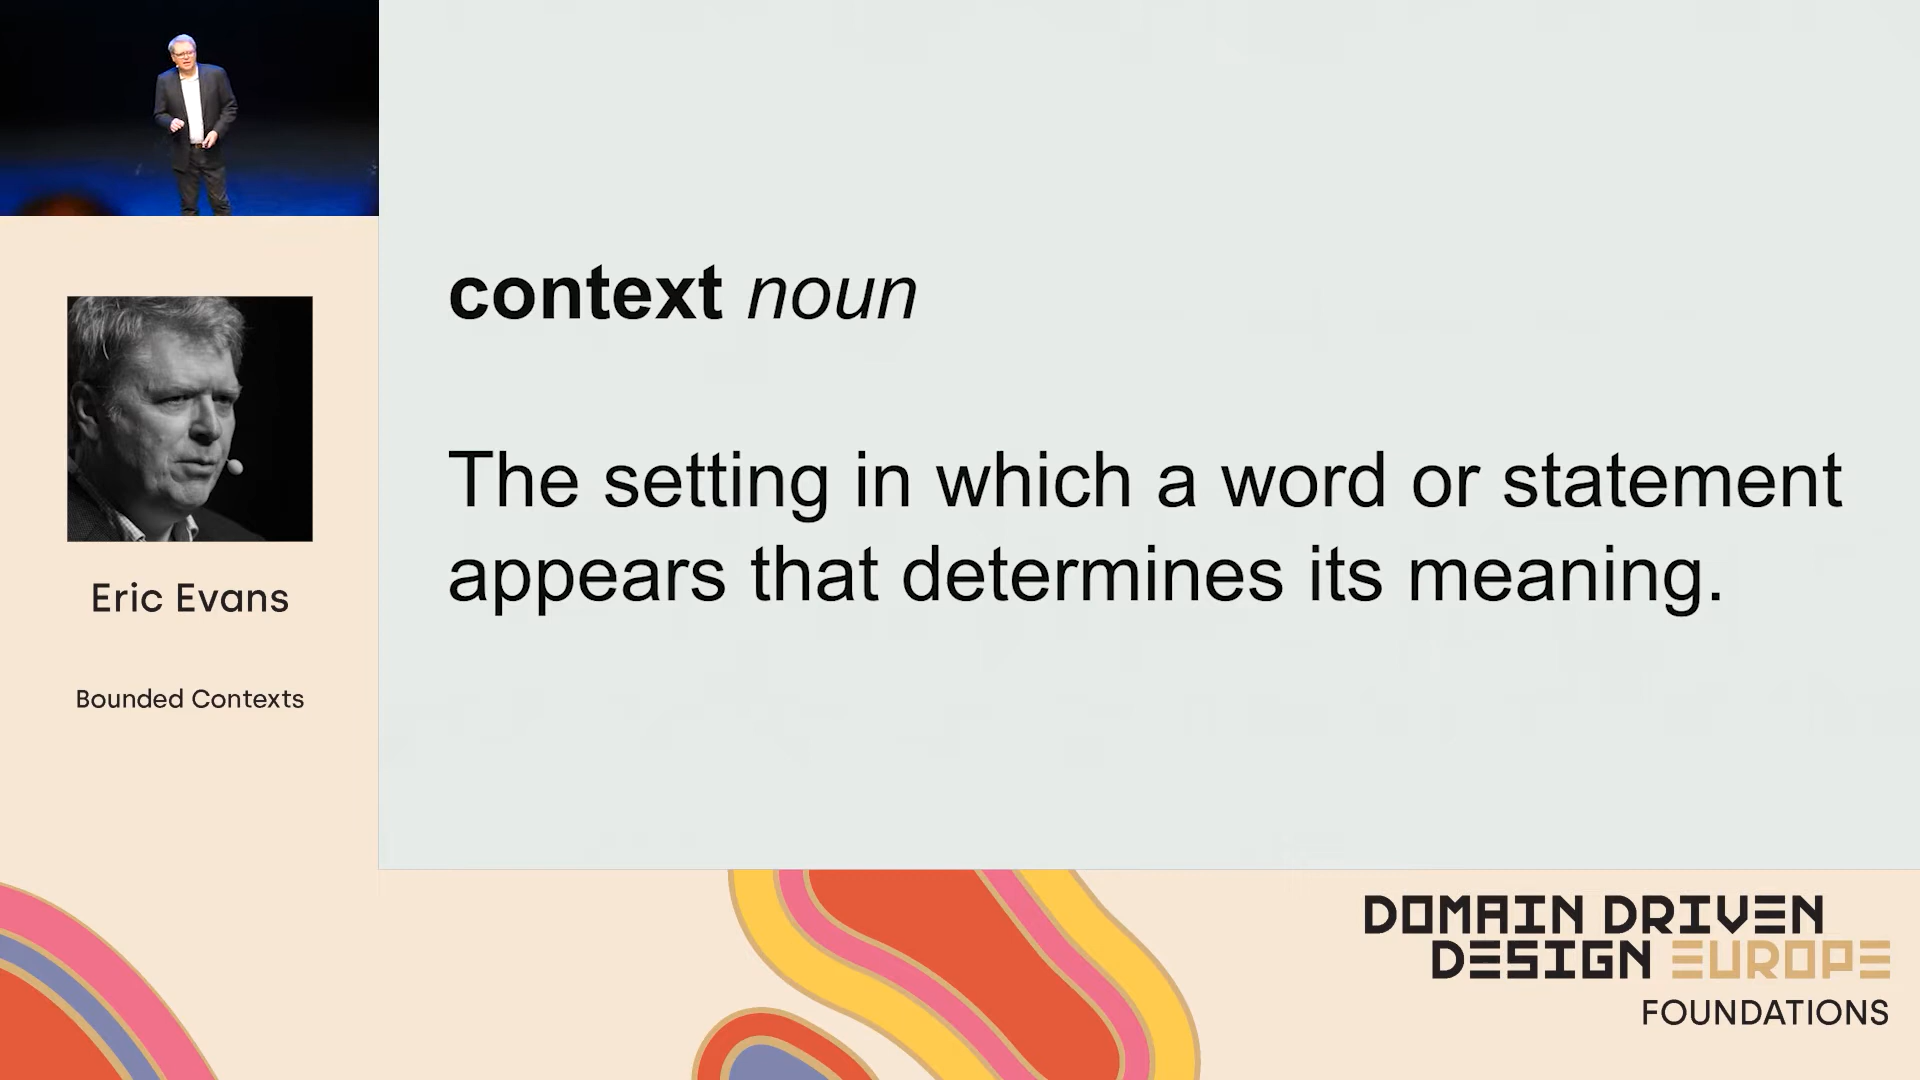 Eric Evans
Bounded Contexts
context noun
The setting in which a word or statement
appears that determines its meaning.
DOMAIN DRIVEN
DESIGN EUROPE
FOUNDATIONS